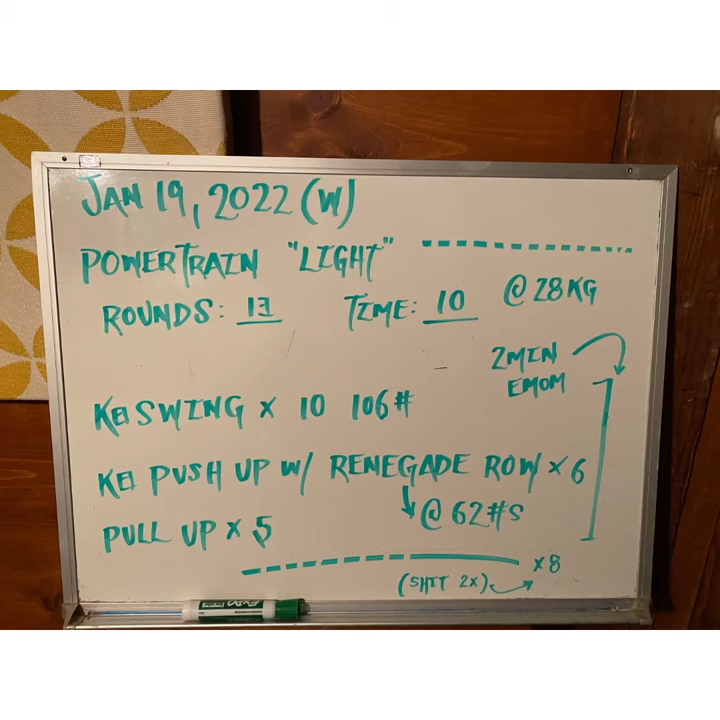 JAN 19, 2022 (W)
POWERTRAIN "LIGHT"
ROUNDS: 13 TIME: 10 @ 28KG
2MIN
EMOM
KB SWING × 10 106#
KB PUSH UP W/ RENEGADE ROW × 6
@ 62#S
PULL UP × 5
×8
(SHIT 2X)
EXPO